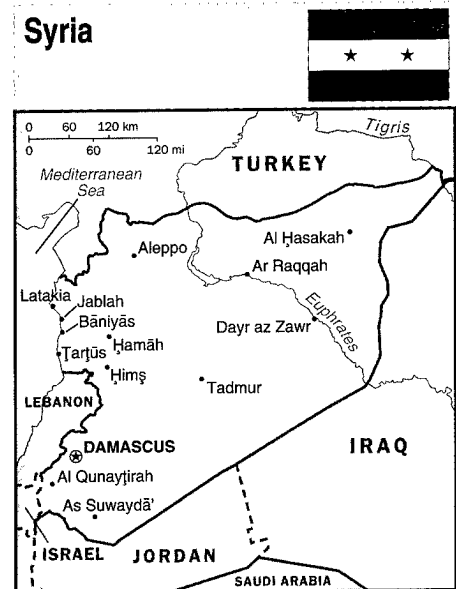 Syria
0 60 120 km
0 60 120 mi
Tigris
TURKEY
Mediterranean
Sea
Al Ḩasakah
Aleppo
Ar Raqqah
Latakia
Jablah
Euphrates
Bāniyās
Dayr az Zawr
Ḩamāh
Ţarţūs
Ḩimş
Tadmur
LEBANON
DAMASCUS
IRAQ
Al Qunayţirah
As Suwaydā'
ISRAEL
JORDAN
SAUDI ARABIA